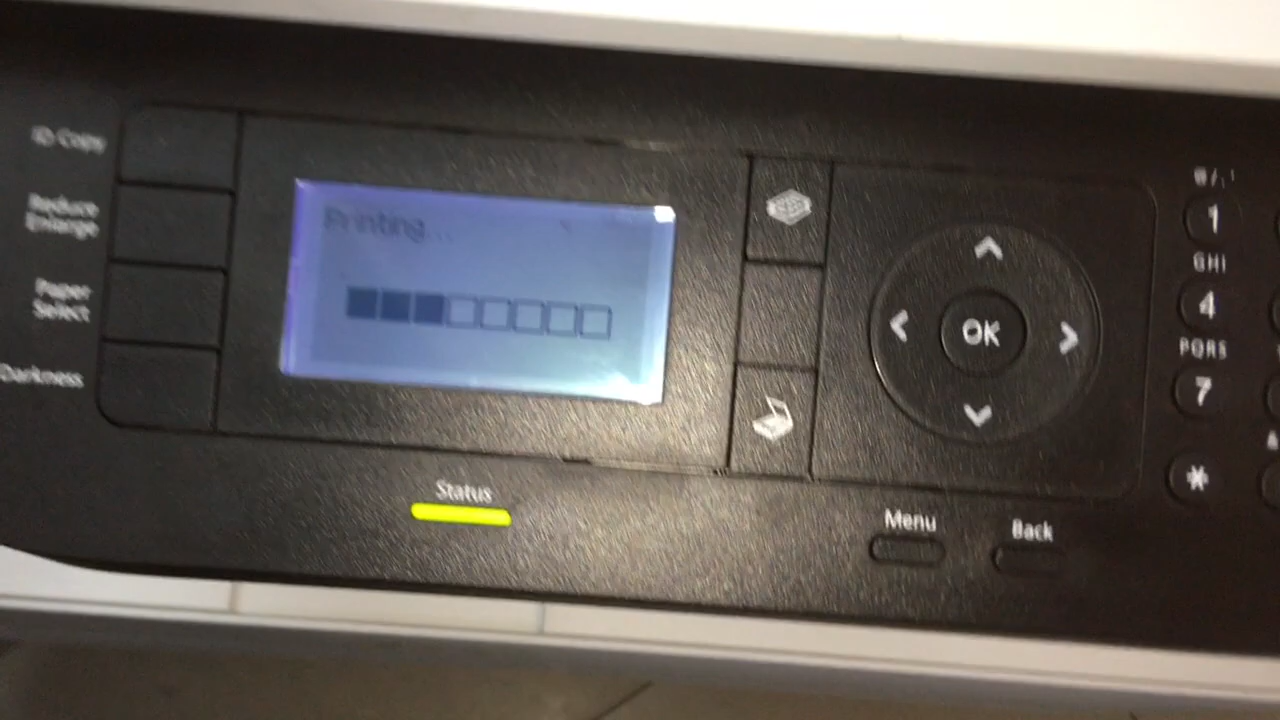 ID Copy
Reduce
Enlarge
Paper
Select
Darkness
Printing...
Status
OK
Menu
Back
1
GHI
4
PQRS
7
*